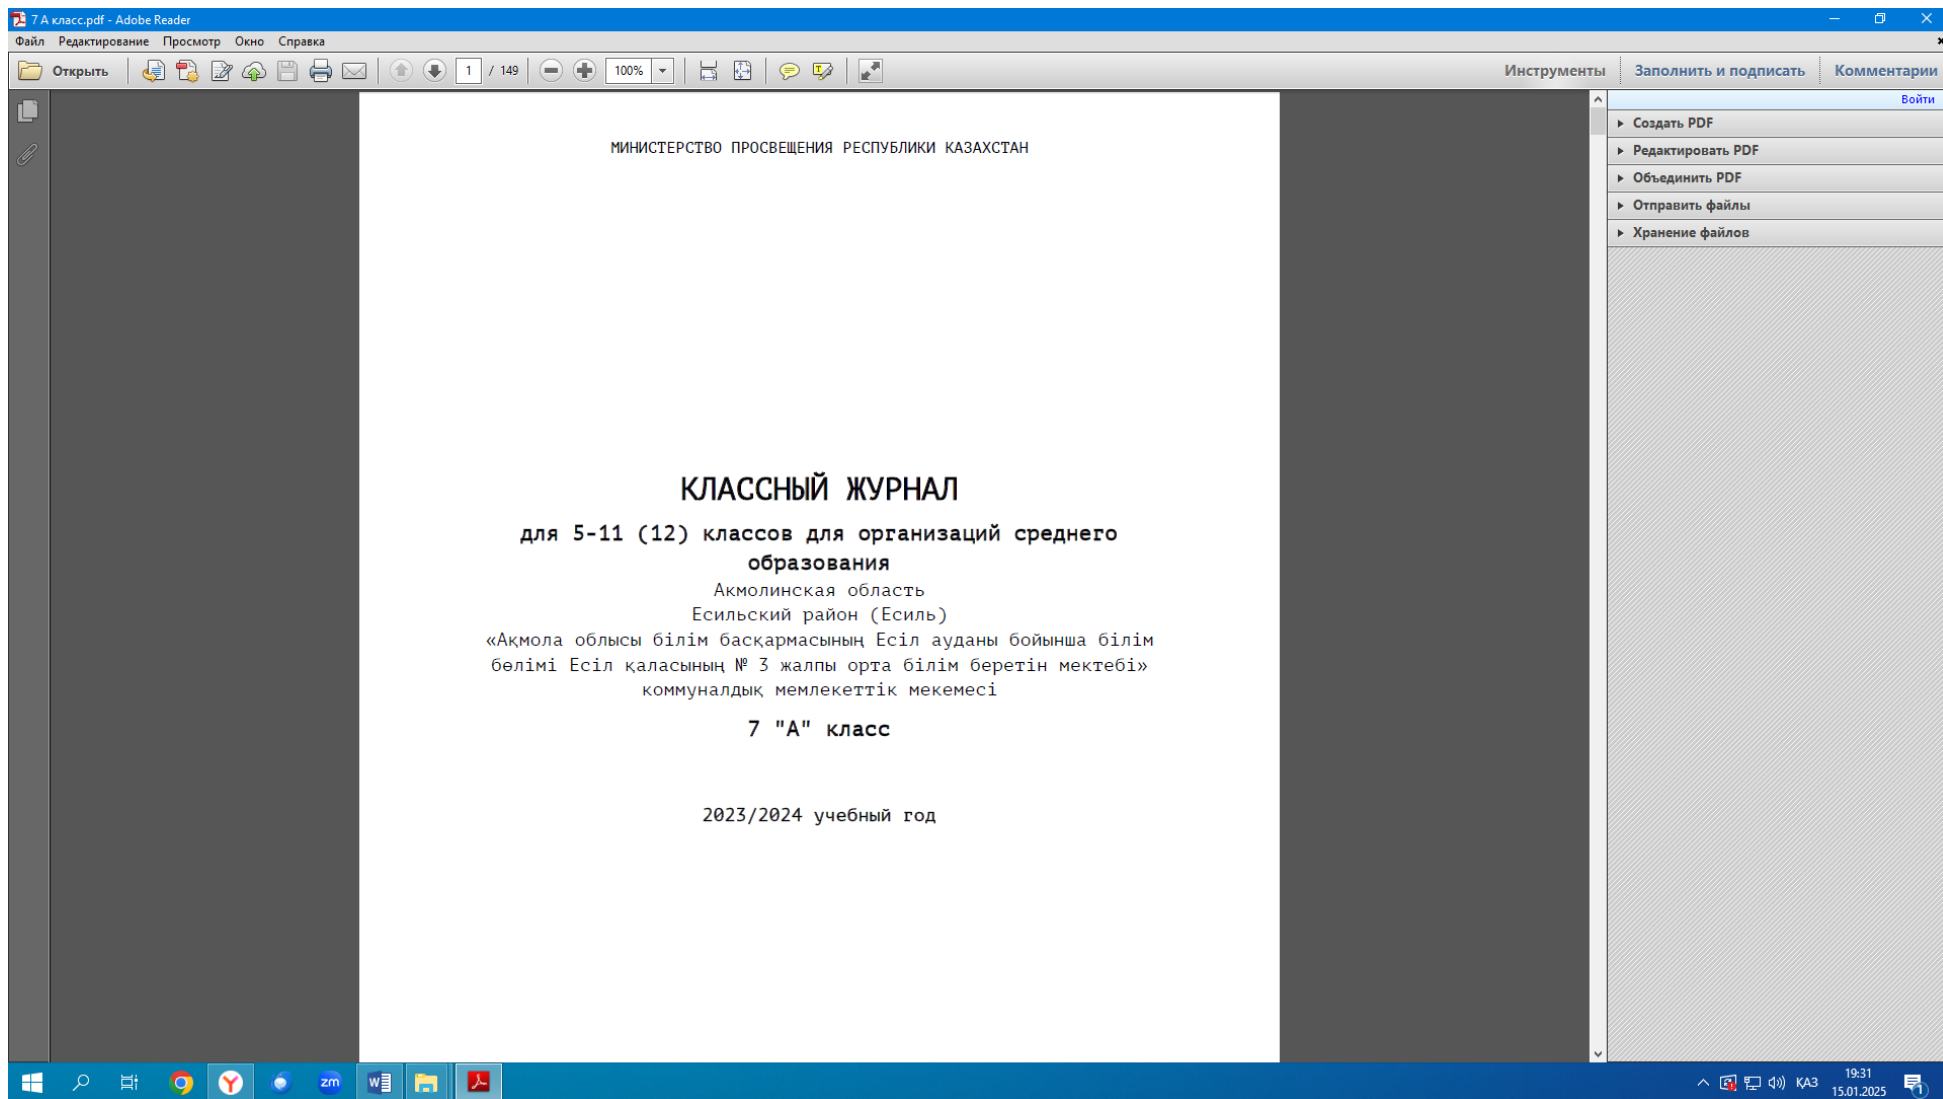 7 А класс.pdf - Adobe Reader
Файл Редактирование Просмотр Окно Справка
Открыть 1 / 149 100% Инструменты Заполнить и подписать Комментарии
Войти
Создать PDF
Редактировать PDF
Объединить PDF
Отправить файлы
Хранение файлов
МИНИСТЕРСТВО ПРОСВЕЩЕНИЯ РЕСПУБЛИКИ КАЗАХСТАН
КЛАССНЫЙ ЖУРНАЛ
для 5-11 (12) классов для организаций среднего
образования
Акмолинская область
Есильский район (Есиль)
«Ақмола облысы білім басқармасының Есіл ауданы бойынша білім
бөлімі Есіл қаласының № 3 жалпы орта білім беретін мектебі»
коммуналдық мемлекеттік мекемесі
7 "А" класс
2023/2024 учебный год
zm
ҚАЗ
19:31
15.01.2025
1